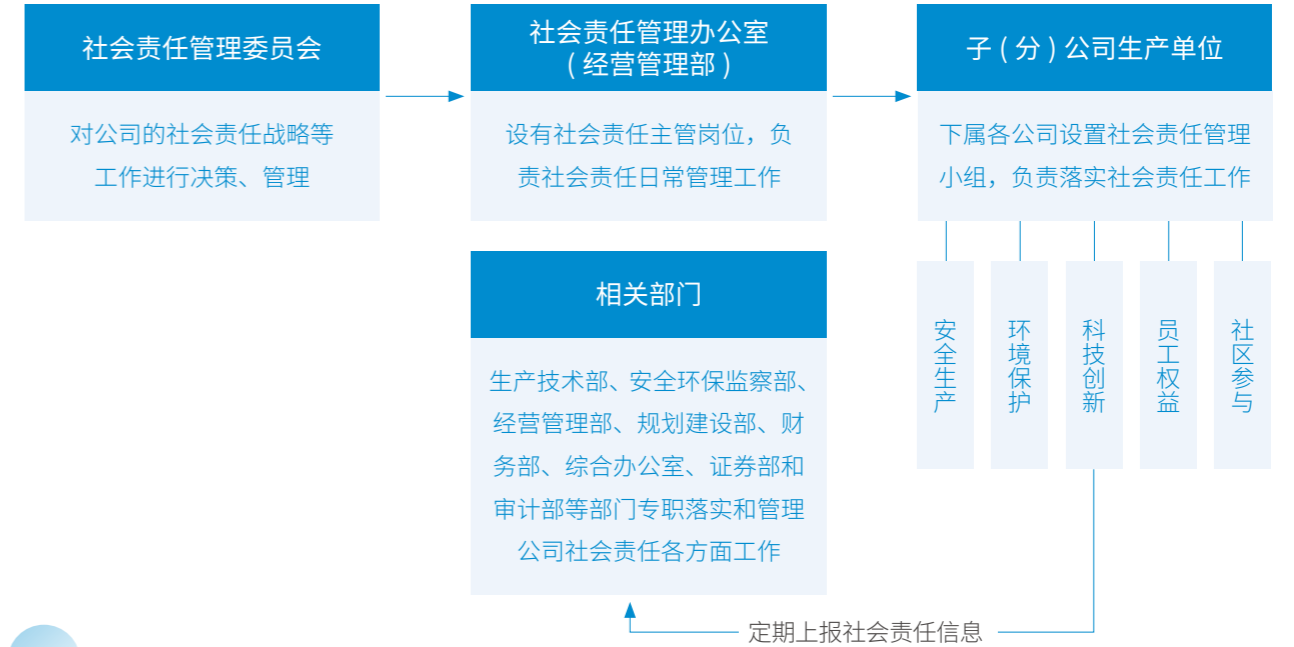 社会责任管理委员会
对公司的社会责任战略等
工作进行决策、管理
社会责任管理办公室
( 经营管理部 )
设有社会责任主管岗位，负
责社会责任日常管理工作
子 ( 分 ) 公司生产单位
下属各公司设置社会责任管理
小组，负责落实社会责任工作
相关部门
生产技术部、安全环保监察部、
经营管理部、规划建设部、财
务部、综合办公室、证券部和
审计部等部门专职落实和管理
公司社会责任各方面工作
安全生产
环境保护
科技创新
员工权益
社区参与
定期上报社会责任信息